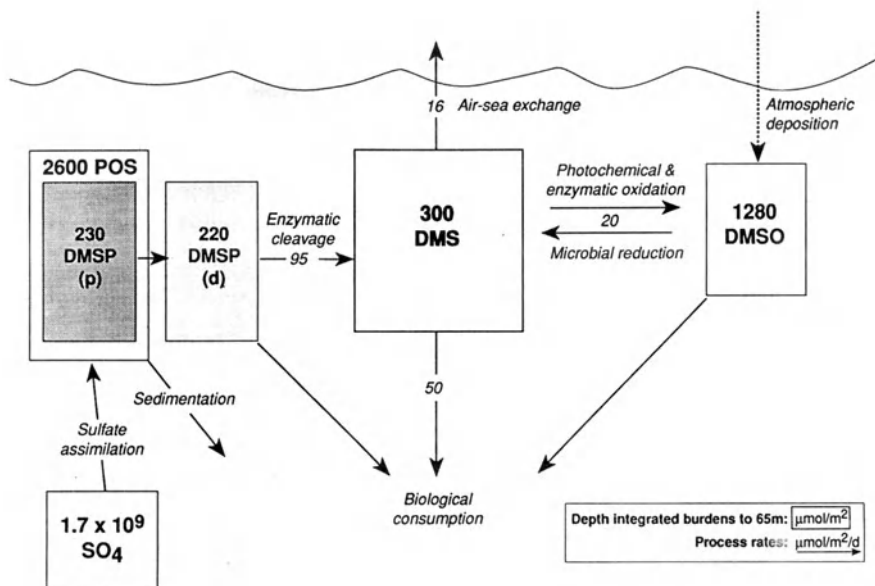 16 Air-sea exchange
Atmospheric
deposition
2600 POS
230
DMSP
(p)
220
DMSP
(d)
Enzymatic
cleavage
95
300
DMS
Photochemical &
enzymatic oxidation
20
Microbial reduction
1280
DMSO
50
Sedimentation
Sulfate
assimilation
1.7 x 10⁹
SO₄
Biological
consumption
Depth integrated burdens to 65m: μmol/m²
Process rates: μmol/m²/d